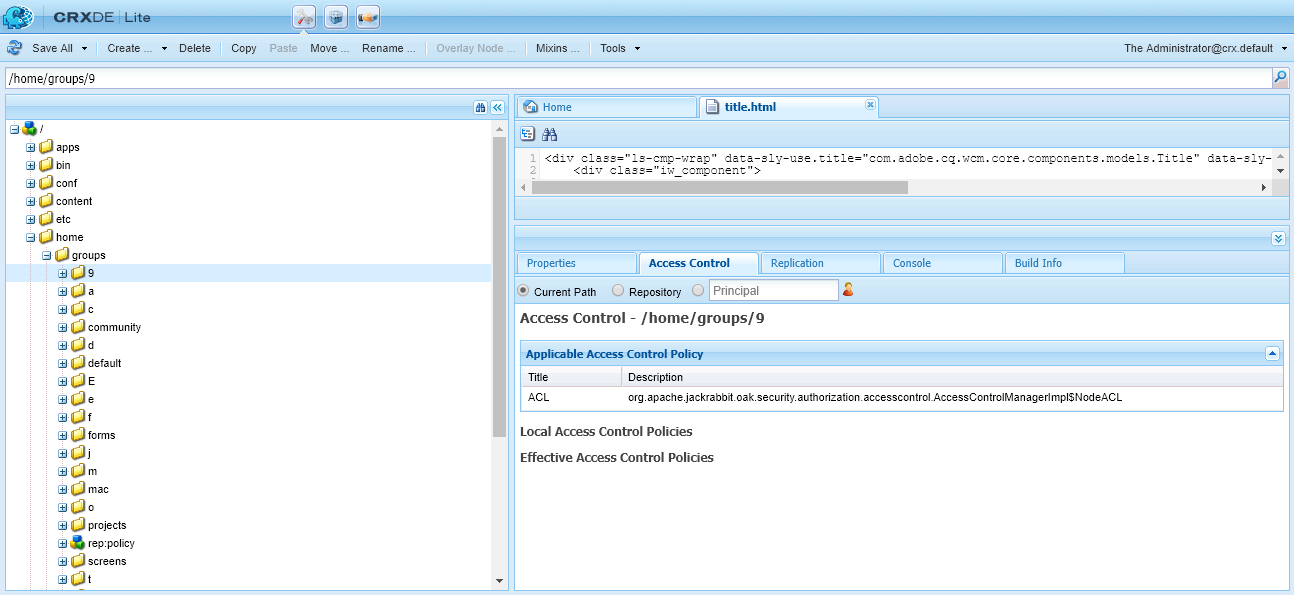 CRXDE | Lite
Save All Create ... Delete Copy Paste Move ... Rename ... Overlay Node ... Mixins ... Tools The Administrator@crx.default
/home/groups/9
/
apps
bin
conf
content
etc
home
groups
9
a
c
community
d
default
E
e
f
forms
j
m
mac
o
projects
rep:policy
screens
t
Home title.html
1 <div class="ls-cmp-wrap" data-sly-use.title="com.adobe.cq.wcm.core.components.models.Title" data-sly-
2 <div class="iw_component">
Properties Access Control Replication Console Build Info
Current Path Repository Principal
Access Control - /home/groups/9
Applicable Access Control Policy
Title Description
ACL org.apache.jackrabbit.oak.security.authorization.accesscontrol.AccessControlManagerImpl$NodeACL
Local Access Control Policies
Effective Access Control Policies